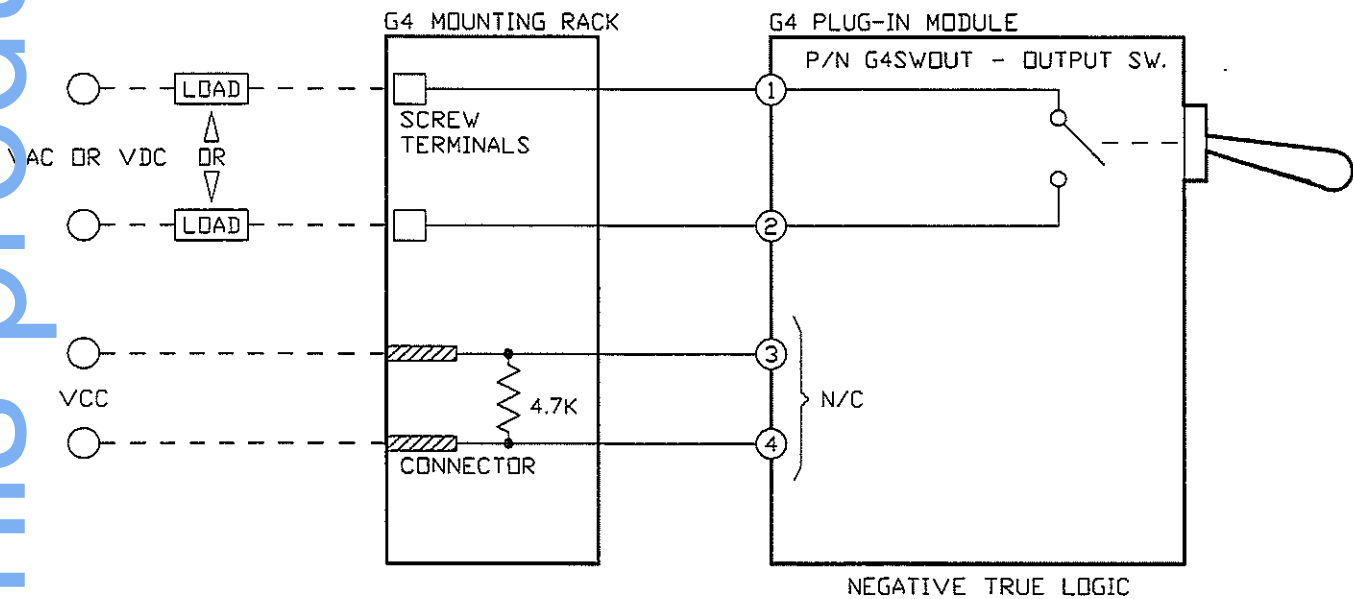 G4 MOUNTING RACK
G4 PLUG-IN MODULE
P/N G4SWOUT - OUTPUT SW.
LOAD
1
SCREW
TERMINALS
VAC OR VDC
OR
LOAD
2
3
VCC
4.7K
N/C
4
CONNECTOR
NEGATIVE TRUE LOGIC